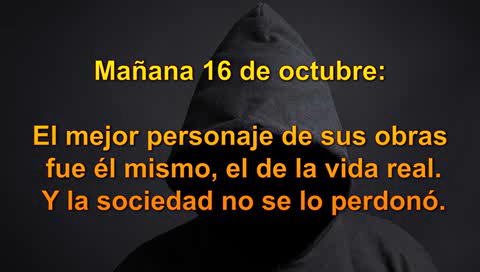 Mañana 16 de octubre:
El mejor personaje de sus obras
fue él mismo, el de la vida real.
Y la sociedad no se lo perdonó.